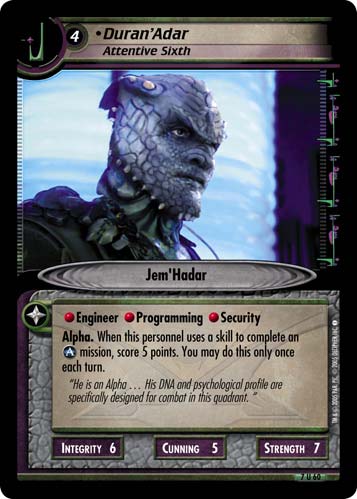 4
•Duran'Adar
Attentive Sixth
Jem'Hadar
Engineer Programming Security
Alpha. When this personnel uses a skill to complete an
A mission, score 5 points. You may do this only once
each turn.
"He is an Alpha ... His DNA and psychological profile are
specifically designed for combat in this quadrant. "
INTEGRITY 6 CUNNING 5 STRENGTH 7
7 U 60